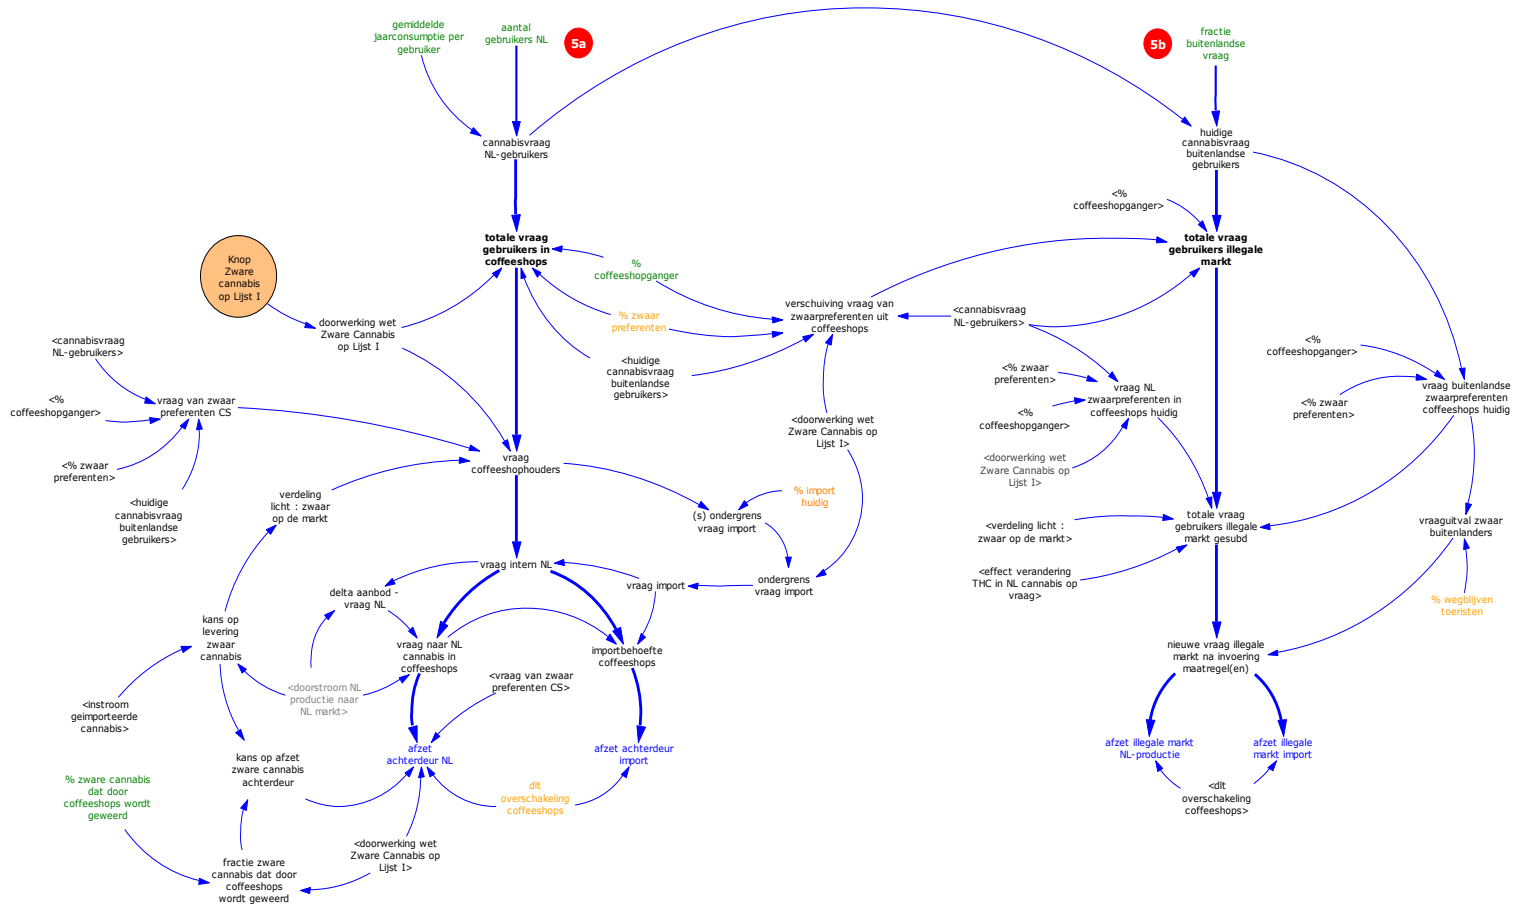 gemiddelde
jaarconsumptie per
gebruiker
aantal
gebruikers NL
5a
5b
fractie
buitenlandse
vraag
cannabisvraag
NL-gebruikers
huidige
cannabisvraag
buitenlandse
gebruikers
<%
coffeeshopganger>
totale vraag
gebruikers in
coffeeshops
totale vraag
gebruikers illegale
markt
Knop
Zware
cannabis
op Lijst I
%
coffeeshopganger
% zwaar
preferenten
verschuiving vraag van
zwaarpreferenten uit
coffeeshops
<cannabisvraag
NL-gebruikers>
doorwerking wet
Zware Cannabis
op Lijst I
<cannabisvraag
NL-gebruikers>
<huidige
cannabisvraag
buitenlandse
gebruikers>
<%
coffeeshopganger>
<% zwaar
preferenten>
vraag NL
zwaarpreferenten in
coffeeshops huidig
<% zwaar
preferenten>
vraag buitenlandse
zwaarpreferenten
coffeeshops huidig
<%
coffeeshopganger>
vraag van zwaar
preferenten CS
<%
coffeeshopganger>
<doorwerking wet
Zware Cannabis op
Lijst I>
<% zwaar
preferenten>
vraag
coffeeshophouders
<doorwerking wet
Zware Cannabis op
Lijst I>
<huidige
cannabisvraag
buitenlandse
gebruikers>
verdeling
licht : zwaar
op de markt
% import
huidig
(s) ondergrens
vraag import
<verdeling licht :
zwaar op de markt>
totale vraag
gebruikers illegale
markt gesubd
vraaguitval zwaar
buitenlanders
vraag intern NL
delta aanbod -
vraag NL
vraag import
ondergrens
vraag import
<effect verandering
THC in NL cannabis op
vraag>
% wegblijven
toeristen
kans op
levering
zwaar
cannabis
vraag naar NL
cannabis in
coffeeshops
importbehoefte
coffeeshops
nieuwe vraag illegale
markt na invoering
maatregel(en)
<doorstroom NL
productie naar
NL markt>
<vraag van zwaar
preferenten CS>
<instroom
geimporteerde
cannabis>
kans op afzet
zware cannabis
achterdeur
afzet
achterdeur NL
afzet achterdeur
import
afzet illegale markt
NL-productie
afzet illegale
markt import
% zware cannabis
dat door
coffeeshops wordt
geweerd
dlt
overschakeling
coffeeshops
<dlt
overschakeling
coffeeshops>
<doorwerking wet
Zware Cannabis op
Lijst I>
fractie zware
cannabis dat door
coffeeshops
wordt geweerd